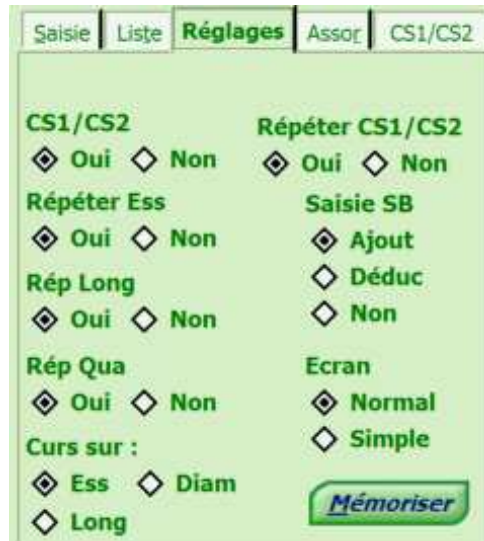 Saisie Liste Réglages Assor CS1/CS2
CS1/CS2
Oui Non
Répéter CS1/CS2
Oui Non
Répéter Ess
Oui Non
Saisie SB
Ajout
Déduc
Non
Rép Long
Oui Non
Rép Qua
Oui Non
Ecran
Normal
Simple
Curs sur :
Ess Diam
Long
Mémoriser